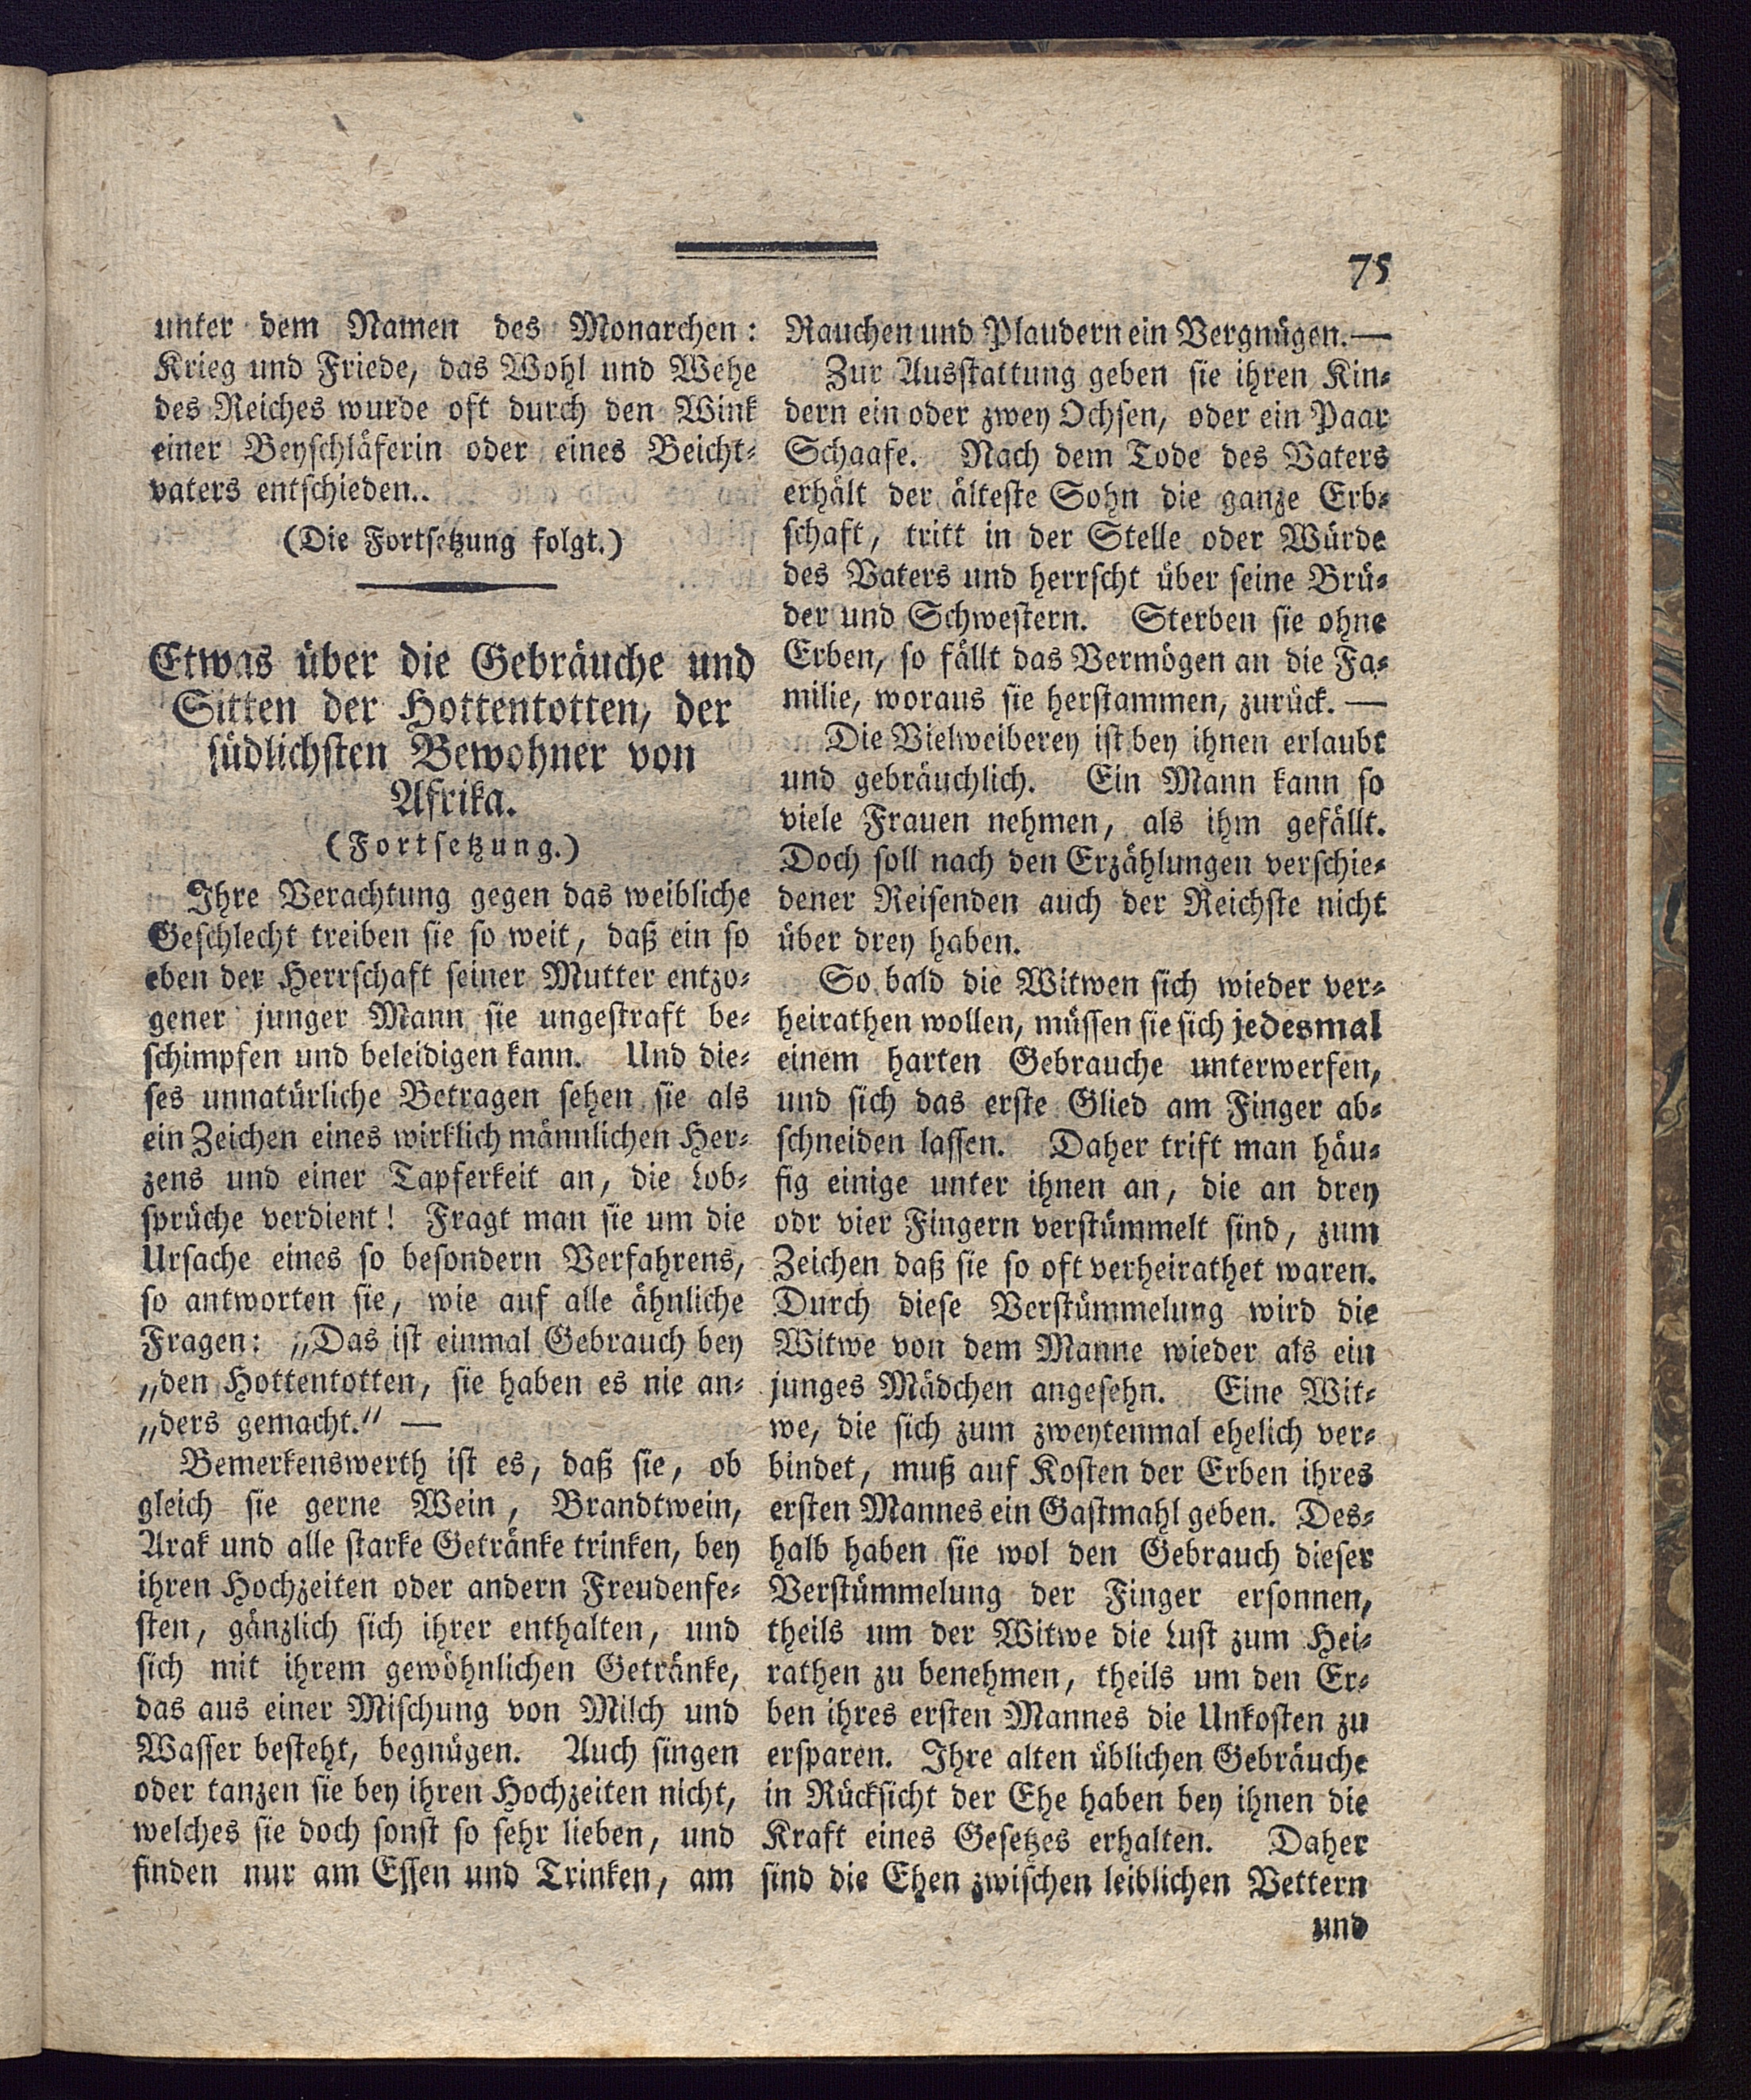 75
unter dem Namen des Monarchen:
Krieg und Friede, das Wohl und Wehe
des Reiches wurde oft durch den Wink
einer Beyschläferin oder eines Beicht-
vaters entschieden..
(Die Fortsetzung folgt.)
Etwas über die Gebräuche und
Sitten der Hottentotten, der
südlichsten Bewohner von
Afrika.
(Fortsetzung.)
Ihre Verachtung gegen das weibliche
Geschlecht treiben sie so weit, daß ein so
eben der Herrschaft seiner Mutter entzo-
gener junger Mann sie ungestraft be-
schimpfen und beleidigen kann. Und die-
ses unnatürliche Betragen sehen sie als
ein Zeichen eines wirklich männlichen Her-
zens und einer Tapferkeit an, die Lob-
sprüche verdient! Fragt man sie um die
Ursache eines so besondern Verfahrens,
so antworten sie, wie auf alle ähnliche
Fragen: „Das ist einmal Gebrauch bey
„den Hottentotten, sie haben es nie an-
„ders gemacht.“ —
Bemerkenswerth ist es, daß sie, ob
gleich sie gerne Wein, Brandtwein,
Arak und alle starke Getränke trinken, bey
ihren Hochzeiten oder andern Freudenfe-
sten, gänzlich sich ihrer enthalten, und
sich mit ihrem gewöhnlichen Getränke,
das aus einer Mischung von Milch und
Wasser besteht, begnügen. Auch singen
oder tanzen sie bey ihren Hochzeiten nicht,
welches sie doch sonst so sehr lieben, und
finden nur am Essen und Trinken, am
Rauchen und Plaudern ein Vergnügen. —
Zur Ausstattung geben sie ihren Kin-
dern ein oder zwey Ochsen, oder ein Paar
Schaafe. Nach dem Tode des Vaters
erhält der älteste Sohn die ganze Erb-
schaft, tritt in der Stelle oder Würde
des Vaters und herrscht über seine Brü-
der und Schwestern. Sterben sie ohne
Erben, so fällt das Vermögen an die Fa-
milie, woraus sie herstammen, zurück. —
Die Vielweiberey ist bey ihnen erlaubt
und gebräuchlich. Ein Mann kann so
viele Frauen nehmen, als ihm gefällt.
Doch soll nach den Erzählungen verschie-
dener Reisenden auch der Reichste nicht
über drey haben.
So bald die Witwen sich wieder ver-
heirathen wollen, müssen sie sich jedesmal
einem harten Gebrauche unterwerfen,
und sich das erste Glied am Finger ab-
schneiden lassen. Daher trift man häu-
fig einige unter ihnen an, die an drey
odr vier Fingern verstümmelt sind, zum
Zeichen daß sie so oft verheirathet waren.
Durch diese Verstümmelung wird die
Witwe von dem Manne wieder als ein
junges Mädchen angesehn. Eine Wit-
we, die sich zum zweytenmal ehelich ver-
bindet, muß auf Kosten der Erben ihres
ersten Mannes ein Gastmahl geben. Des-
halb haben sie wol den Gebrauch dieser
Verstümmelung der Finger ersonnen,
theils um der Witwe die Lust zum Hei-
rathen zu benehmen, theils um den Er-
ben ihres ersten Mannes die Unkosten zu
ersparen. Ihre alten üblichen Gebräuche
in Rücksicht der Ehe haben bey ihnen die
Kraft eines Gesetzes erhalten. Daher
sind die Ehen zwischen leiblichen Vettern
und